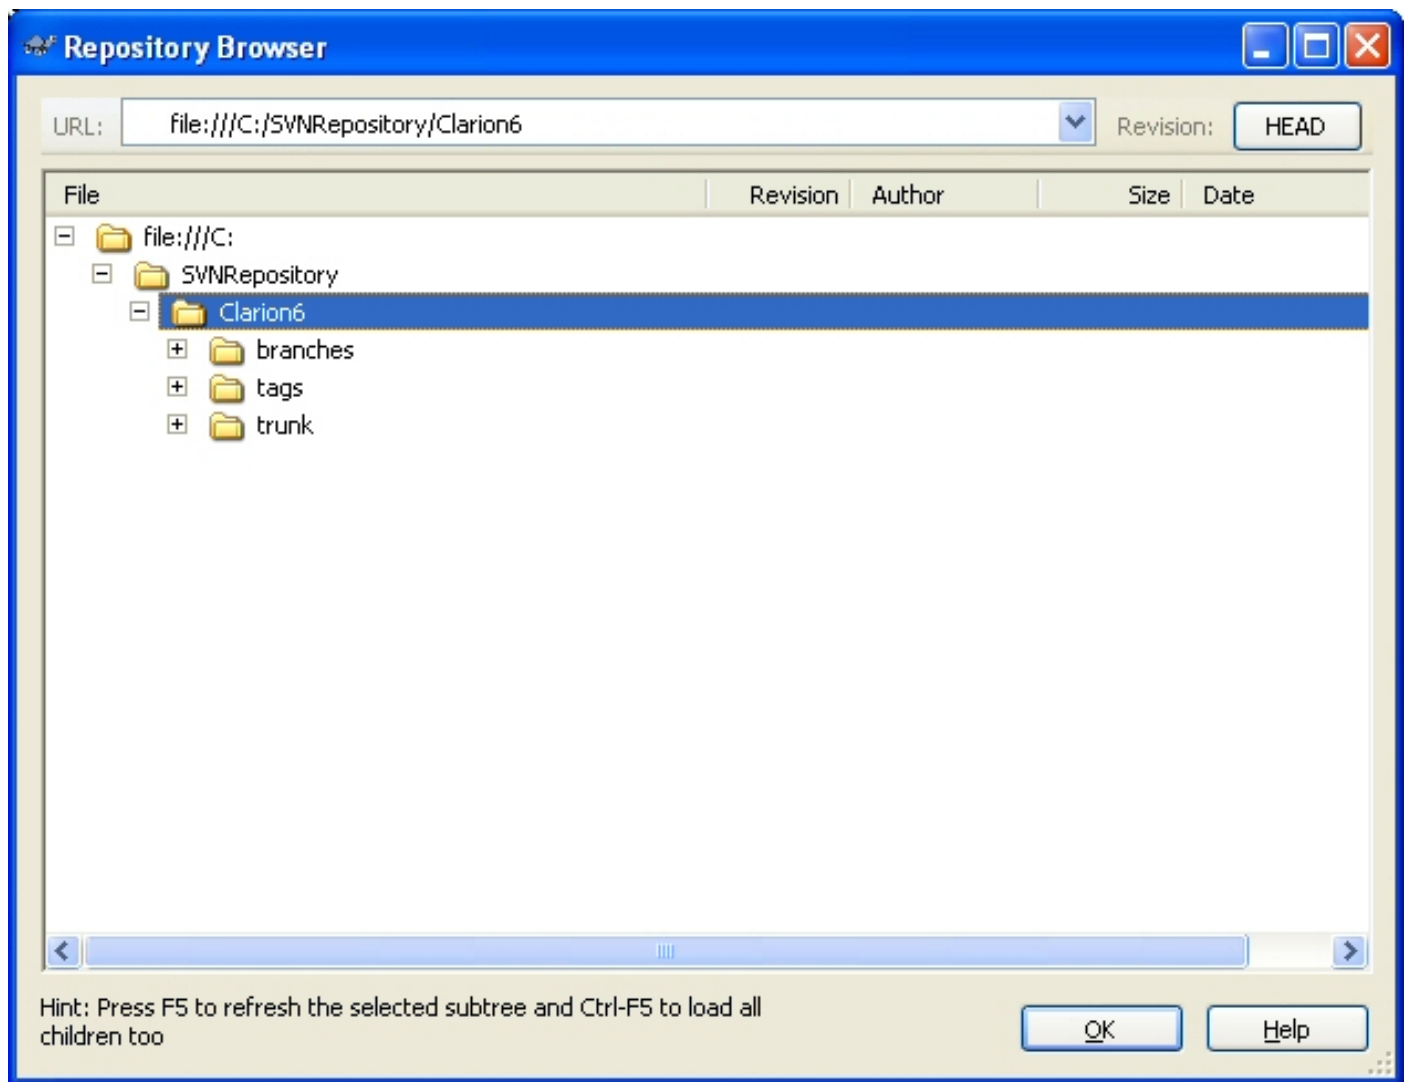 Repository Browser
URL: file:///C:/SVNRepository/Clarion6 Revision: HEAD
File Revision Author Size Date
file:///C:
SVNRepository
Clarion6
branches
tags
trunk
Hint: Press F5 to refresh the selected subtree and Ctrl-F5 to load all
children too
OK Help